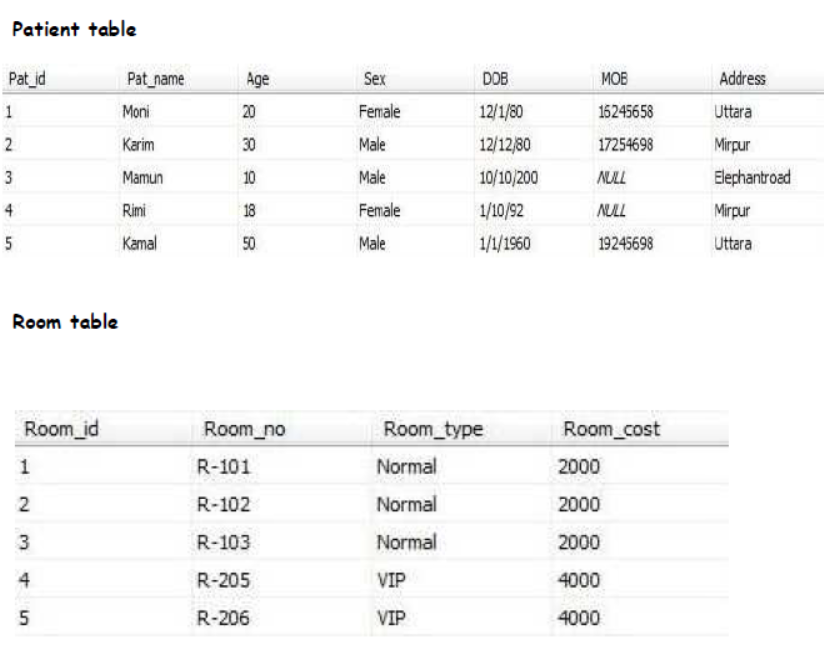 Patient table
Pat_id Pat_name Age Sex DOB MOB Address
1 Moni 20 Female 12/1/80 16245658 Uttara
2 Karim 30 Male 12/12/80 17254698 Mirpur
3 Mamun 10 Male 10/10/200 NULL Elephantroad
4 Rimi 18 Female 1/10/92 NULL Mirpur
5 Kamal 50 Male 1/1/1960 19245698 Uttara
Room table
Room_id Room_no Room_type Room_cost
1 R-101 Normal 2000
2 R-102 Normal 2000
3 R-103 Normal 2000
4 R-205 VIP 4000
5 R-206 VIP 4000